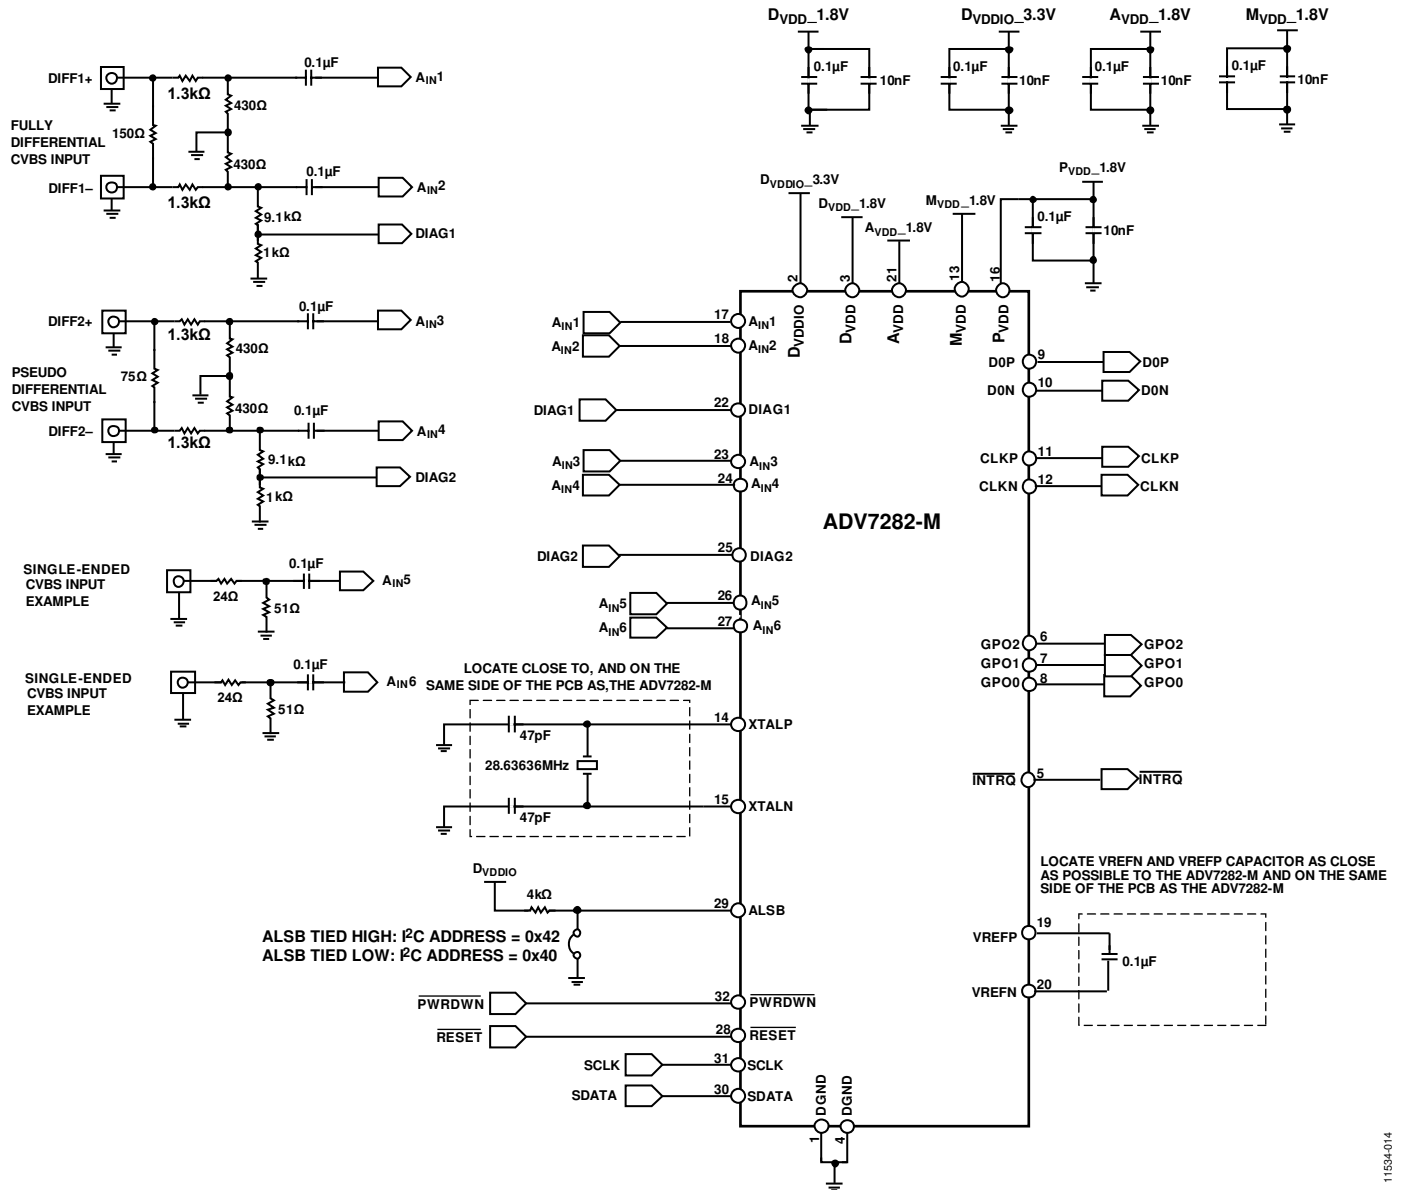 DVDD_1.8V
0.1µF
10nF
DVDDIO_3.3V
0.1µF
10nF
AVDD_1.8V
0.1µF
10nF
MVDD_1.8V
0.1µF
10nF
FULLY
DIFFERENTIAL
CVBS INPUT
DIFF1+
1.3kΩ
0.1µF
AIN1
150Ω
430Ω
430Ω
DIFF1–
1.3kΩ
0.1µF
AIN2
9.1kΩ
DIAG1
1kΩ
DIFF2+
1.3kΩ
0.1µF
AIN3
PSEUDO
DIFFERENTIAL
CVBS INPUT
75Ω
430Ω
430Ω
DIFF2–
1.3kΩ
0.1µF
AIN4
9.1kΩ
DIAG2
1kΩ
SINGLE-ENDED
CVBS INPUT
EXAMPLE
24Ω
51Ω
0.1µF
AIN5
SINGLE-ENDED
CVBS INPUT
EXAMPLE
24Ω
51Ω
0.1µF
AIN6
DVDDIO_3.3V
DVDD_1.8V
AVDD_1.8V
MVDD_1.8V
PVDD_1.8V
0.1µF
10nF
2
3
21
13
16
DVDDIO
DVDD
AVDD
MVDD
PVDD
AIN1 17 AIN1
AIN2 18 AIN2
DIAG1 22 DIAG1
AIN3 23 AIN3
AIN4 24 AIN4
DIAG2 25 DIAG2
AIN5 26 AIN5
AIN6 27 AIN6
ADV7282-M
D0P 9 D0P
D0N 10 D0N
CLKP 11 CLKP
CLKN 12 CLKN
GPO2 6 GPO2
GPO1 7 GPO1
GPO0 8 GPO0
INTRQ 5 INTRQ
LOCATE CLOSE TO, AND ON THE
SAME SIDE OF THE PCB AS,THE ADV7282-M
47pF
14 XTALP
28.63636MHz
47pF
15 XTALN
DVDDIO
4kΩ
29 ALSB
ALSB TIED HIGH: I2C ADDRESS = 0x42
ALSB TIED LOW: I2C ADDRESS = 0x40
PWRDWN 32 PWRDWN
RESET 28 RESET
SCLK 31 SCLK
SDATA 30 SDATA
LOCATE VREFN AND VREFP CAPACITOR AS CLOSE
AS POSSIBLE TO THE ADV7282-M AND ON THE SAME
SIDE OF THE PCB AS THE ADV7282-M
VREFP 19
0.1µF
VREFN 20
DGND
DGND
1
4
11534-014